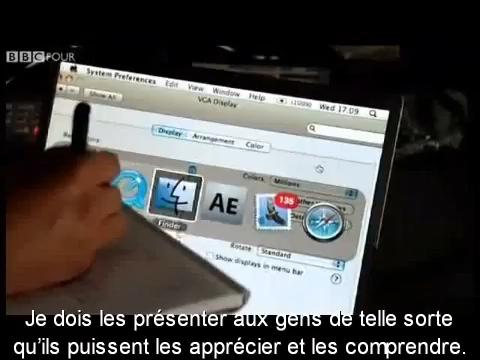 BBC FOUR
System Preferences Edit View Window Help (100%) Wed 17:09
VGA Display
Show All
Display Arrangement Color
Colors: Millions
135
AE
Finder
Rotate: Standard
Show displays in menu bar
?
Je dois les présenter aux gens de telle sorte
qu'ils puissent les apprécier et les comprendre.